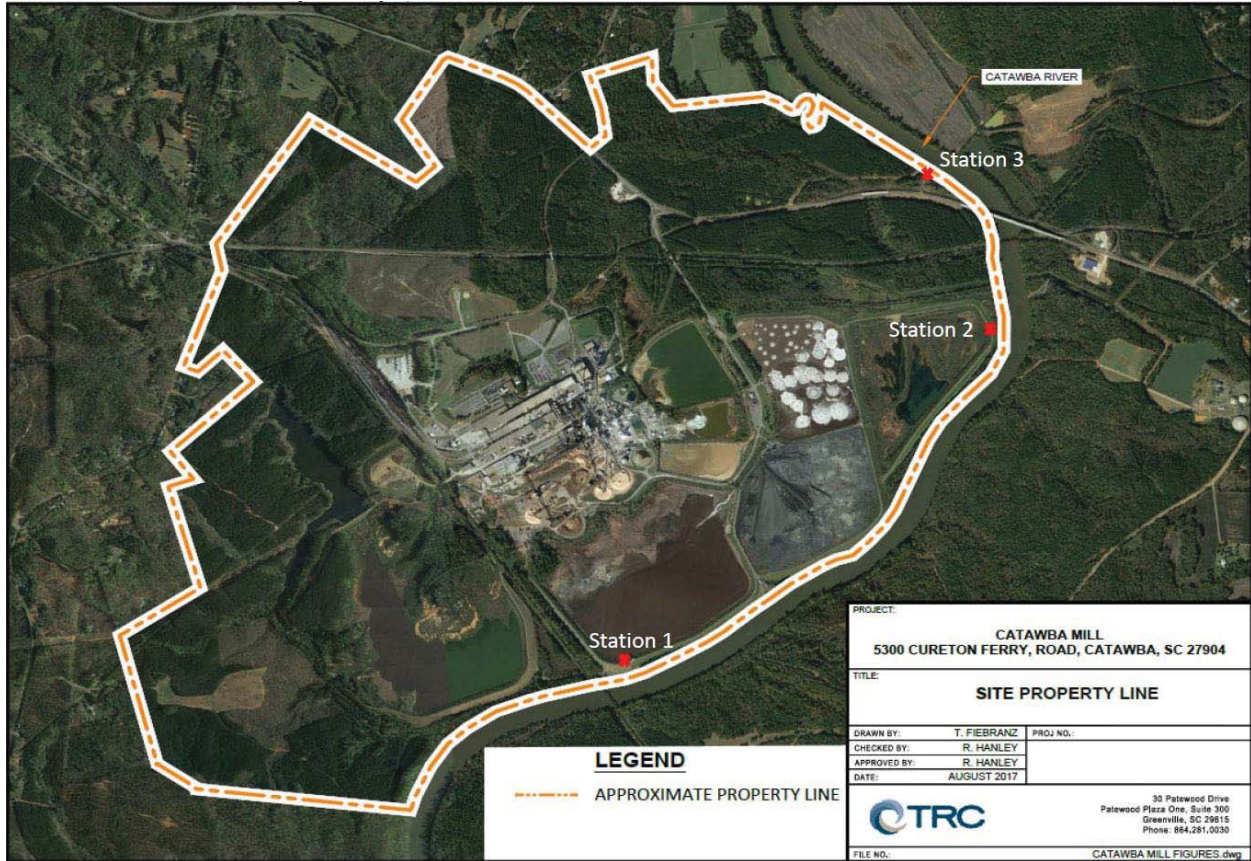 CATAWBA RIVER
Station 3
Station 2
Station 1
LEGEND
APPROXIMATE PROPERTY LINE
PROJECT:
CATAWBA MILL
5300 CURETON FERRY, ROAD, CATAWBA, SC 27904
TITLE:
SITE PROPERTY LINE
DRAWN BY: T. FIEBRANZ PROJ NO.:
CHECKED BY: R. HANLEY
APPROVED BY: R. HANLEY
DATE: AUGUST 2017
TRC
30 Patewood Drive
Patewood Plaza One, Suite 300
Greenville, SC 29615
Phone: 864.281.0030
FILE NO.: CATAWBA MILL FIGURES.dwg